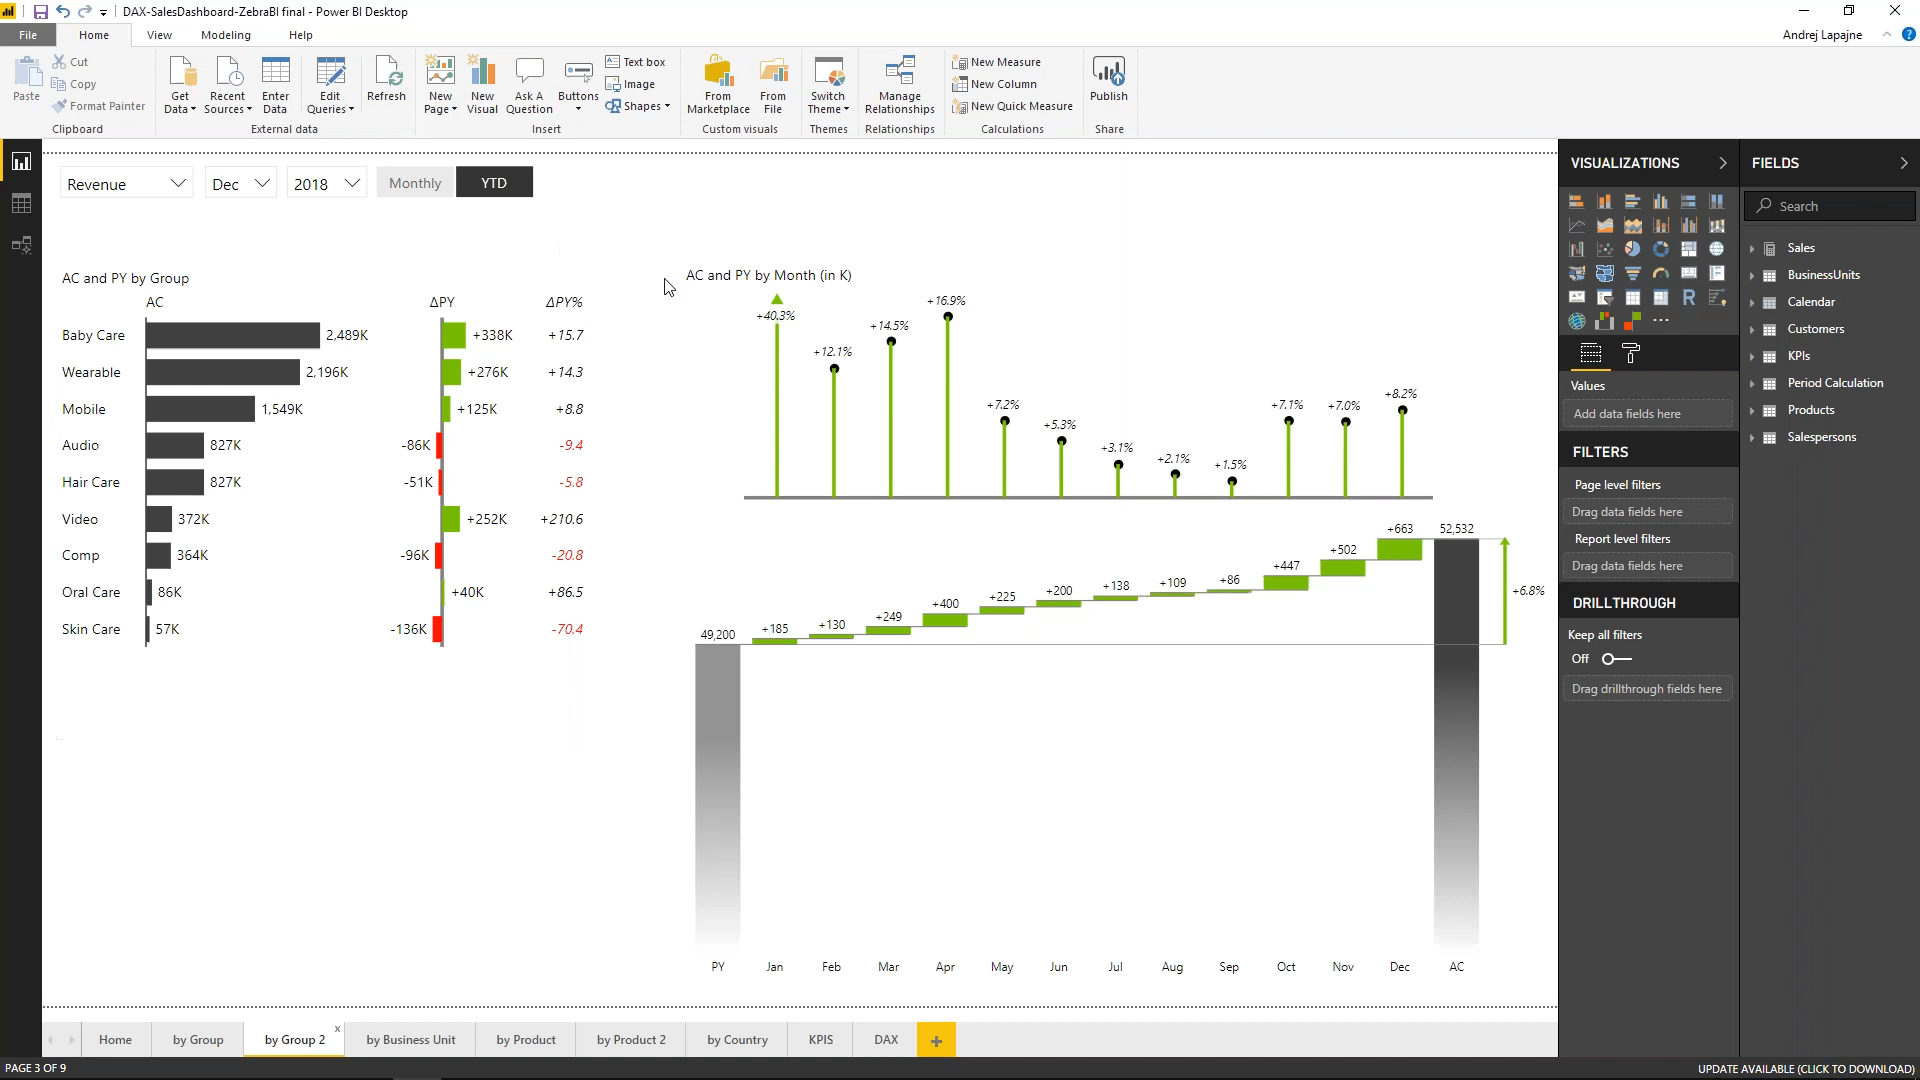 DAX-SalesDashboard-ZebraBI final - Power BI Desktop
File Home View Modeling Help
Andrej Lapajne
?
Paste
Cut
Copy
Format Painter
Clipboard
Get Data
Recent Sources
Enter Data
Edit Queries
Refresh
External data
New Page
New Visual
Ask A Question
Buttons
Text box
Image
Shapes
Insert
From Marketplace
From File
Custom visuals
Switch Theme
Themes
Manage Relationships
Relationships
New Measure
New Column
New Quick Measure
Calculations
Publish
Share
Revenue Dec 2018 Monthly YTD
AC and PY by Group
AC ΔPY ΔPY%
Baby Care 2,489K +338K +15.7
Wearable 2,196K +276K +14.3
Mobile 1,549K +125K +8.8
Audio 827K -86K -9.4
Hair Care 827K -51K -5.8
Video 372K +252K +210.6
Comp 364K -96K -20.8
Oral Care 86K +40K +86.5
Skin Care 57K -136K -70.4
AC and PY by Month (in K)
+40.3% +12.1% +14.5% +16.9% +7.2% +5.3% +3.1% +2.1% +1.5% +7.1% +7.0% +8.2%
49,200 +185 +130 +249 +400 +225 +200 +138 +109 +86 +447 +502 +663 52,532
+6.8%
PY Jan Feb Mar Apr May Jun Jul Aug Sep Oct Nov Dec AC
VISUALIZATIONS
R
Values
Add data fields here
FILTERS
Page level filters
Drag data fields here
Report level filters
Drag data fields here
DRILLTHROUGH
Keep all filters
Off
Drag drillthrough fields here
FIELDS
Search
Sales
BusinessUnits
Calendar
Customers
KPIs
Period Calculation
Products
Salespersons
Home by Group by Group 2 x by Business Unit by Product by Product 2 by Country KPIS DAX +
PAGE 3 OF 9
UPDATE AVAILABLE (CLICK TO DOWNLOAD)